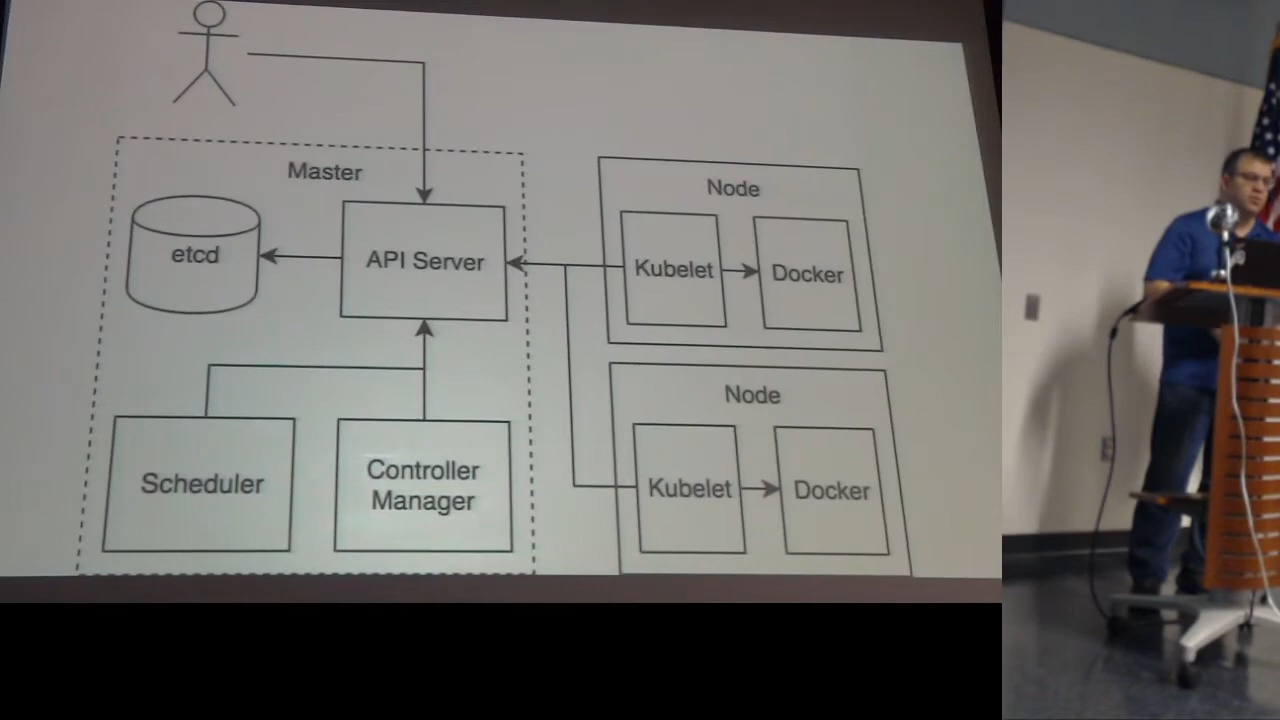 Master
etcd
API Server
Scheduler
Controller
Manager
Node
Kubelet
Docker
Node
Kubelet
Docker